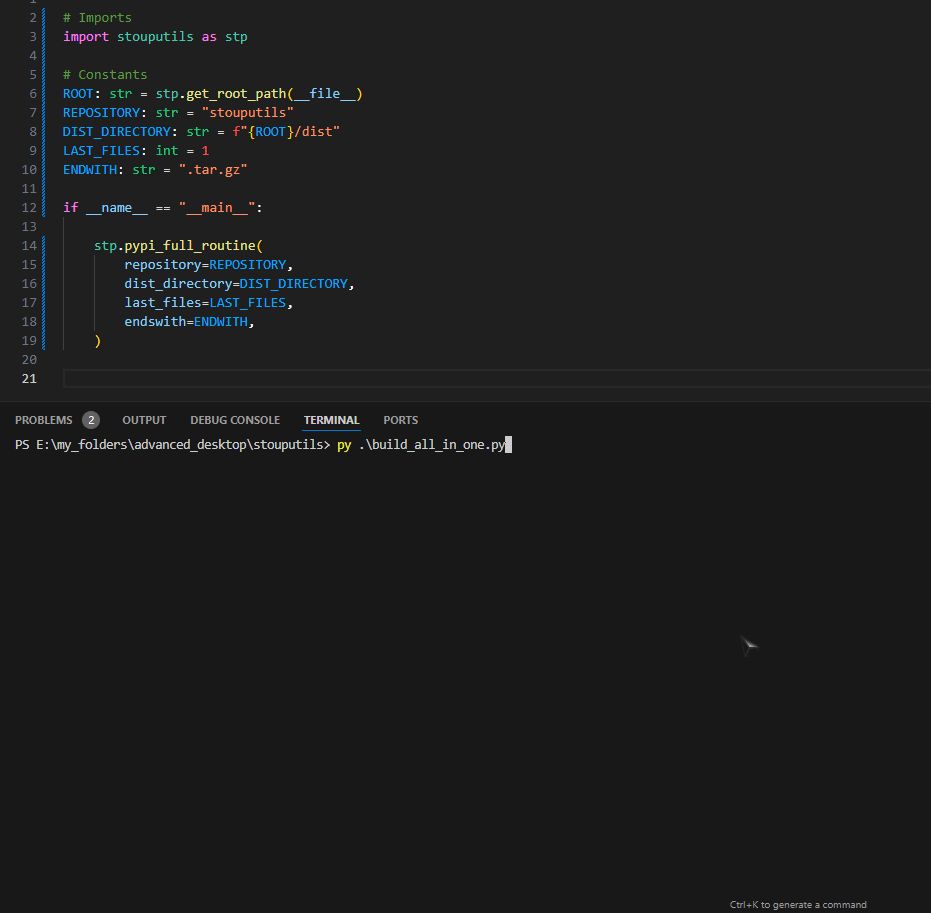 1
2 # Imports
3 import stouputils as stp
4
5 # Constants
6 ROOT: str = stp.get_root_path(__file__)
7 REPOSITORY: str = "stouputils"
8 DIST_DIRECTORY: str = f"{ROOT}/dist"
9 LAST_FILES: int = 1
10 ENDWITH: str = ".tar.gz"
11
12 if __name__ == "__main__":
13
14     stp.pypi_full_routine(
15         repository=REPOSITORY,
16         dist_directory=DIST_DIRECTORY,
17         last_files=LAST_FILES,
18         endswith=ENDWITH,
19     )
20
21
PROBLEMS 2 OUTPUT DEBUG CONSOLE TERMINAL PORTS
PS E:\my_folders\advanced_desktop\stouputils> py .\build_all_in_one.py
Ctrl+K to generate a command